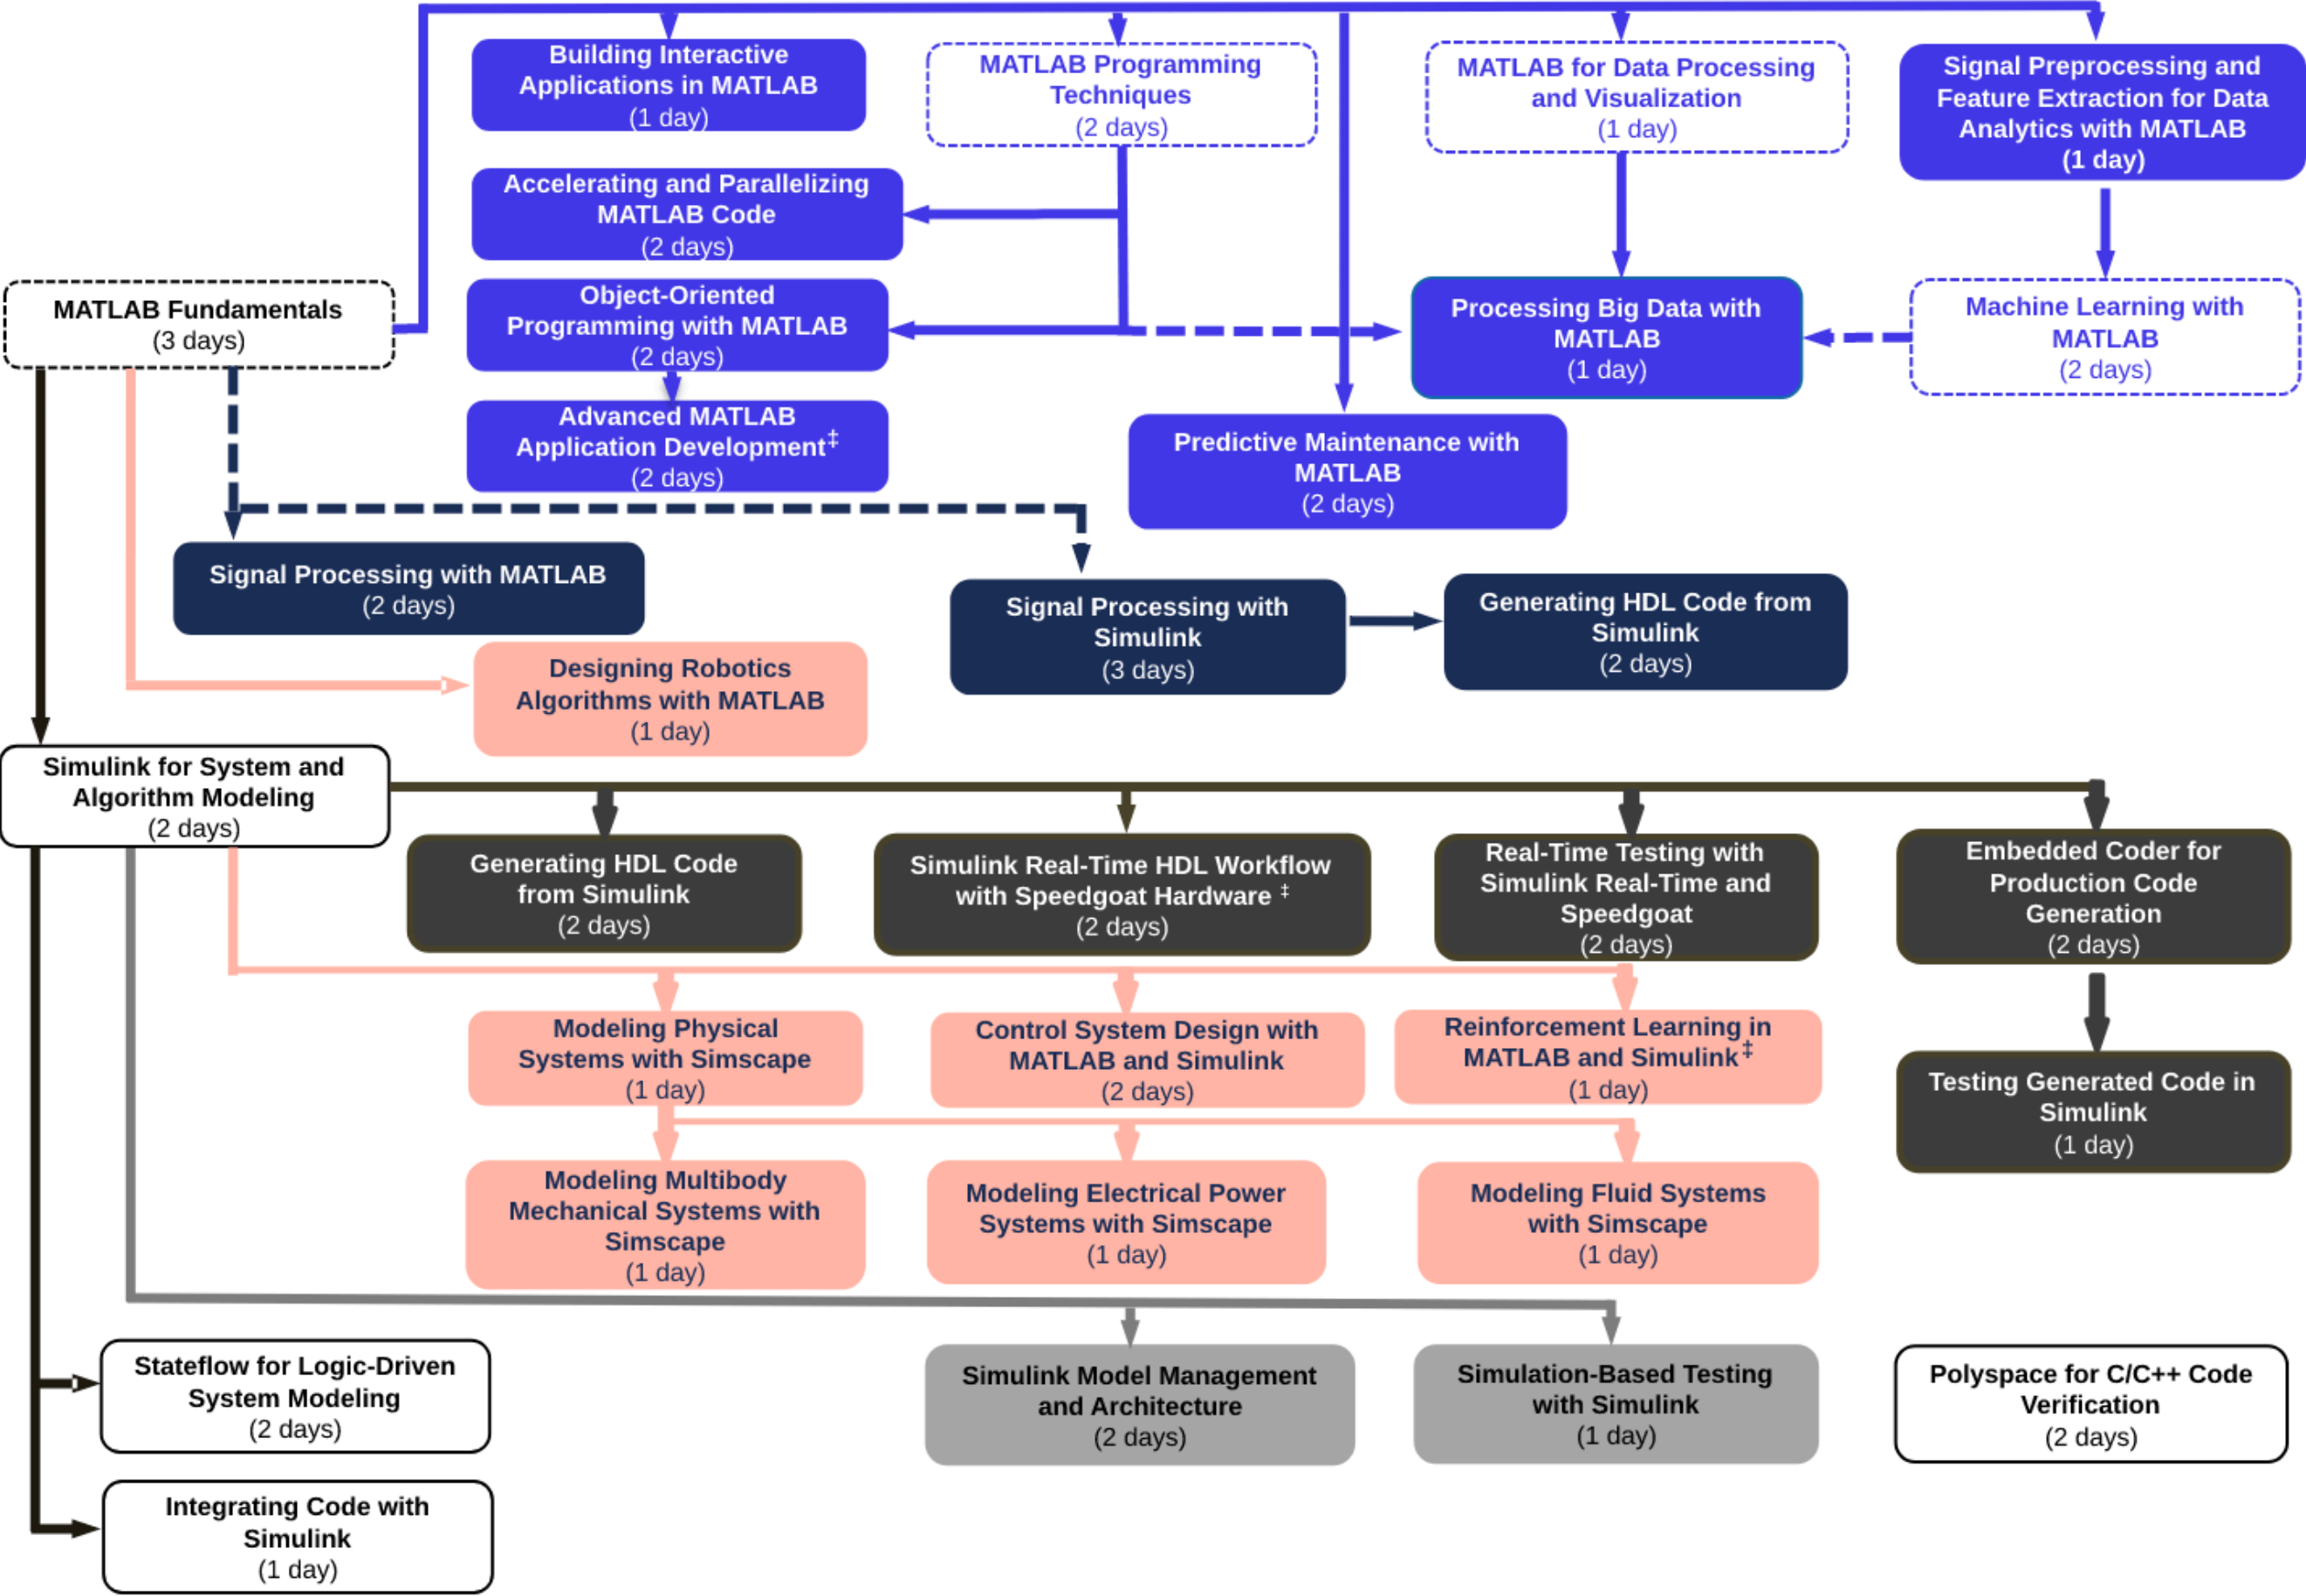 Building Interactive
Applications in MATLAB
(1 day)
MATLAB Programming
Techniques
(2 days)
MATLAB for Data Processing
and Visualization
(1 day)
Signal Preprocessing and
Feature Extraction for Data
Analytics with MATLAB
(1 day)
Accelerating and Parallelizing
MATLAB Code
(2 days)
MATLAB Fundamentals
(3 days)
Object-Oriented
Programming with MATLAB
(2 days)
Processing Big Data with
MATLAB
(1 day)
Machine Learning with
MATLAB
(2 days)
Advanced MATLAB
Application Development‡
(2 days)
Predictive Maintenance with
MATLAB
(2 days)
Signal Processing with MATLAB
(2 days)
Signal Processing with
Simulink
(3 days)
Generating HDL Code from
Simulink
(2 days)
Designing Robotics
Algorithms with MATLAB
(1 day)
Simulink for System and
Algorithm Modeling
(2 days)
Generating HDL Code
from Simulink
(2 days)
Simulink Real-Time HDL Workflow
with Speedgoat Hardware ‡
(2 days)
Real-Time Testing with
Simulink Real-Time and
Speedgoat
(2 days)
Embedded Coder for
Production Code
Generation
(2 days)
Modeling Physical
Systems with Simscape
(1 day)
Control System Design with
MATLAB and Simulink
(2 days)
Reinforcement Learning in
MATLAB and Simulink‡
(1 day)
Testing Generated Code in
Simulink
(1 day)
Modeling Multibody
Mechanical Systems with
Simscape
(1 day)
Modeling Electrical Power
Systems with Simscape
(1 day)
Modeling Fluid Systems
with Simscape
(1 day)
Stateflow for Logic-Driven
System Modeling
(2 days)
Simulink Model Management
and Architecture
(2 days)
Simulation-Based Testing
with Simulink
(1 day)
Polyspace for C/C++ Code
Verification
(2 days)
Integrating Code with
Simulink
(1 day)